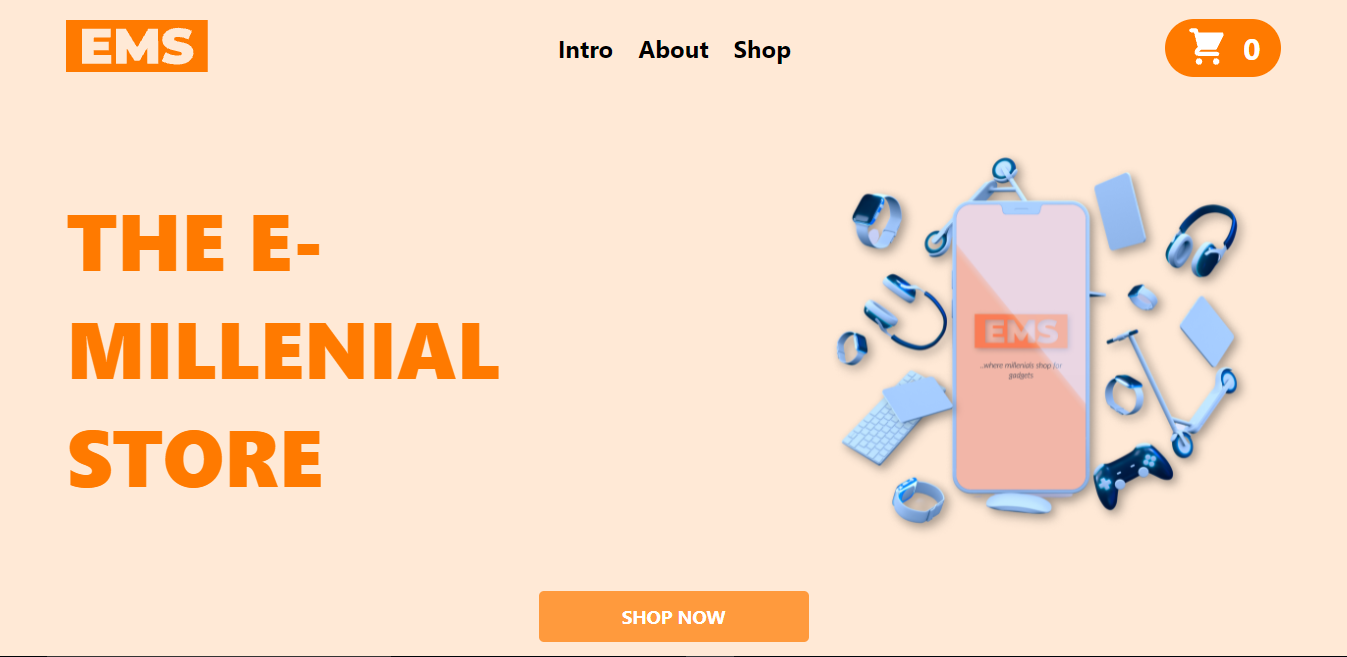 EMS
Intro About Shop
0
THE E-
MILLENIAL
STORE
EMS
..where millenials shop for
gadgets
SHOP NOW